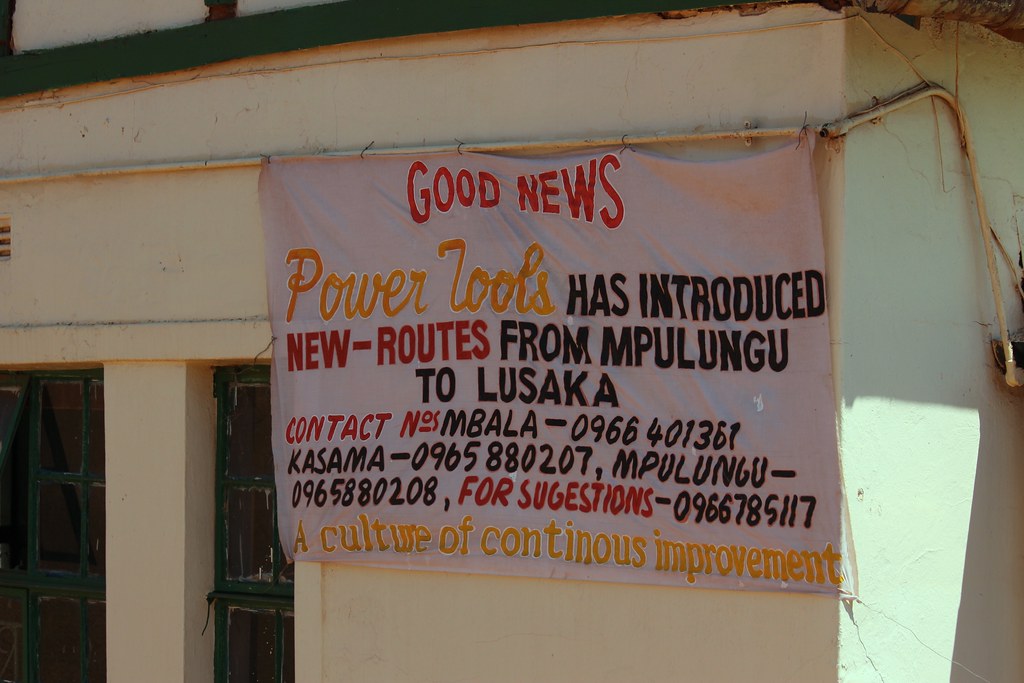 GOOD NEWS
Power Tools HAS INTRODUCED
NEW-ROUTES FROM MPULUNGU
TO LUSAKA
CONTACT Nos MBALA - 0966 401361
KASAMA - 0965 880207, MPULUNGU -
0965880208, FOR SUGESTIONS - 0966785117
A culture of continous improvement